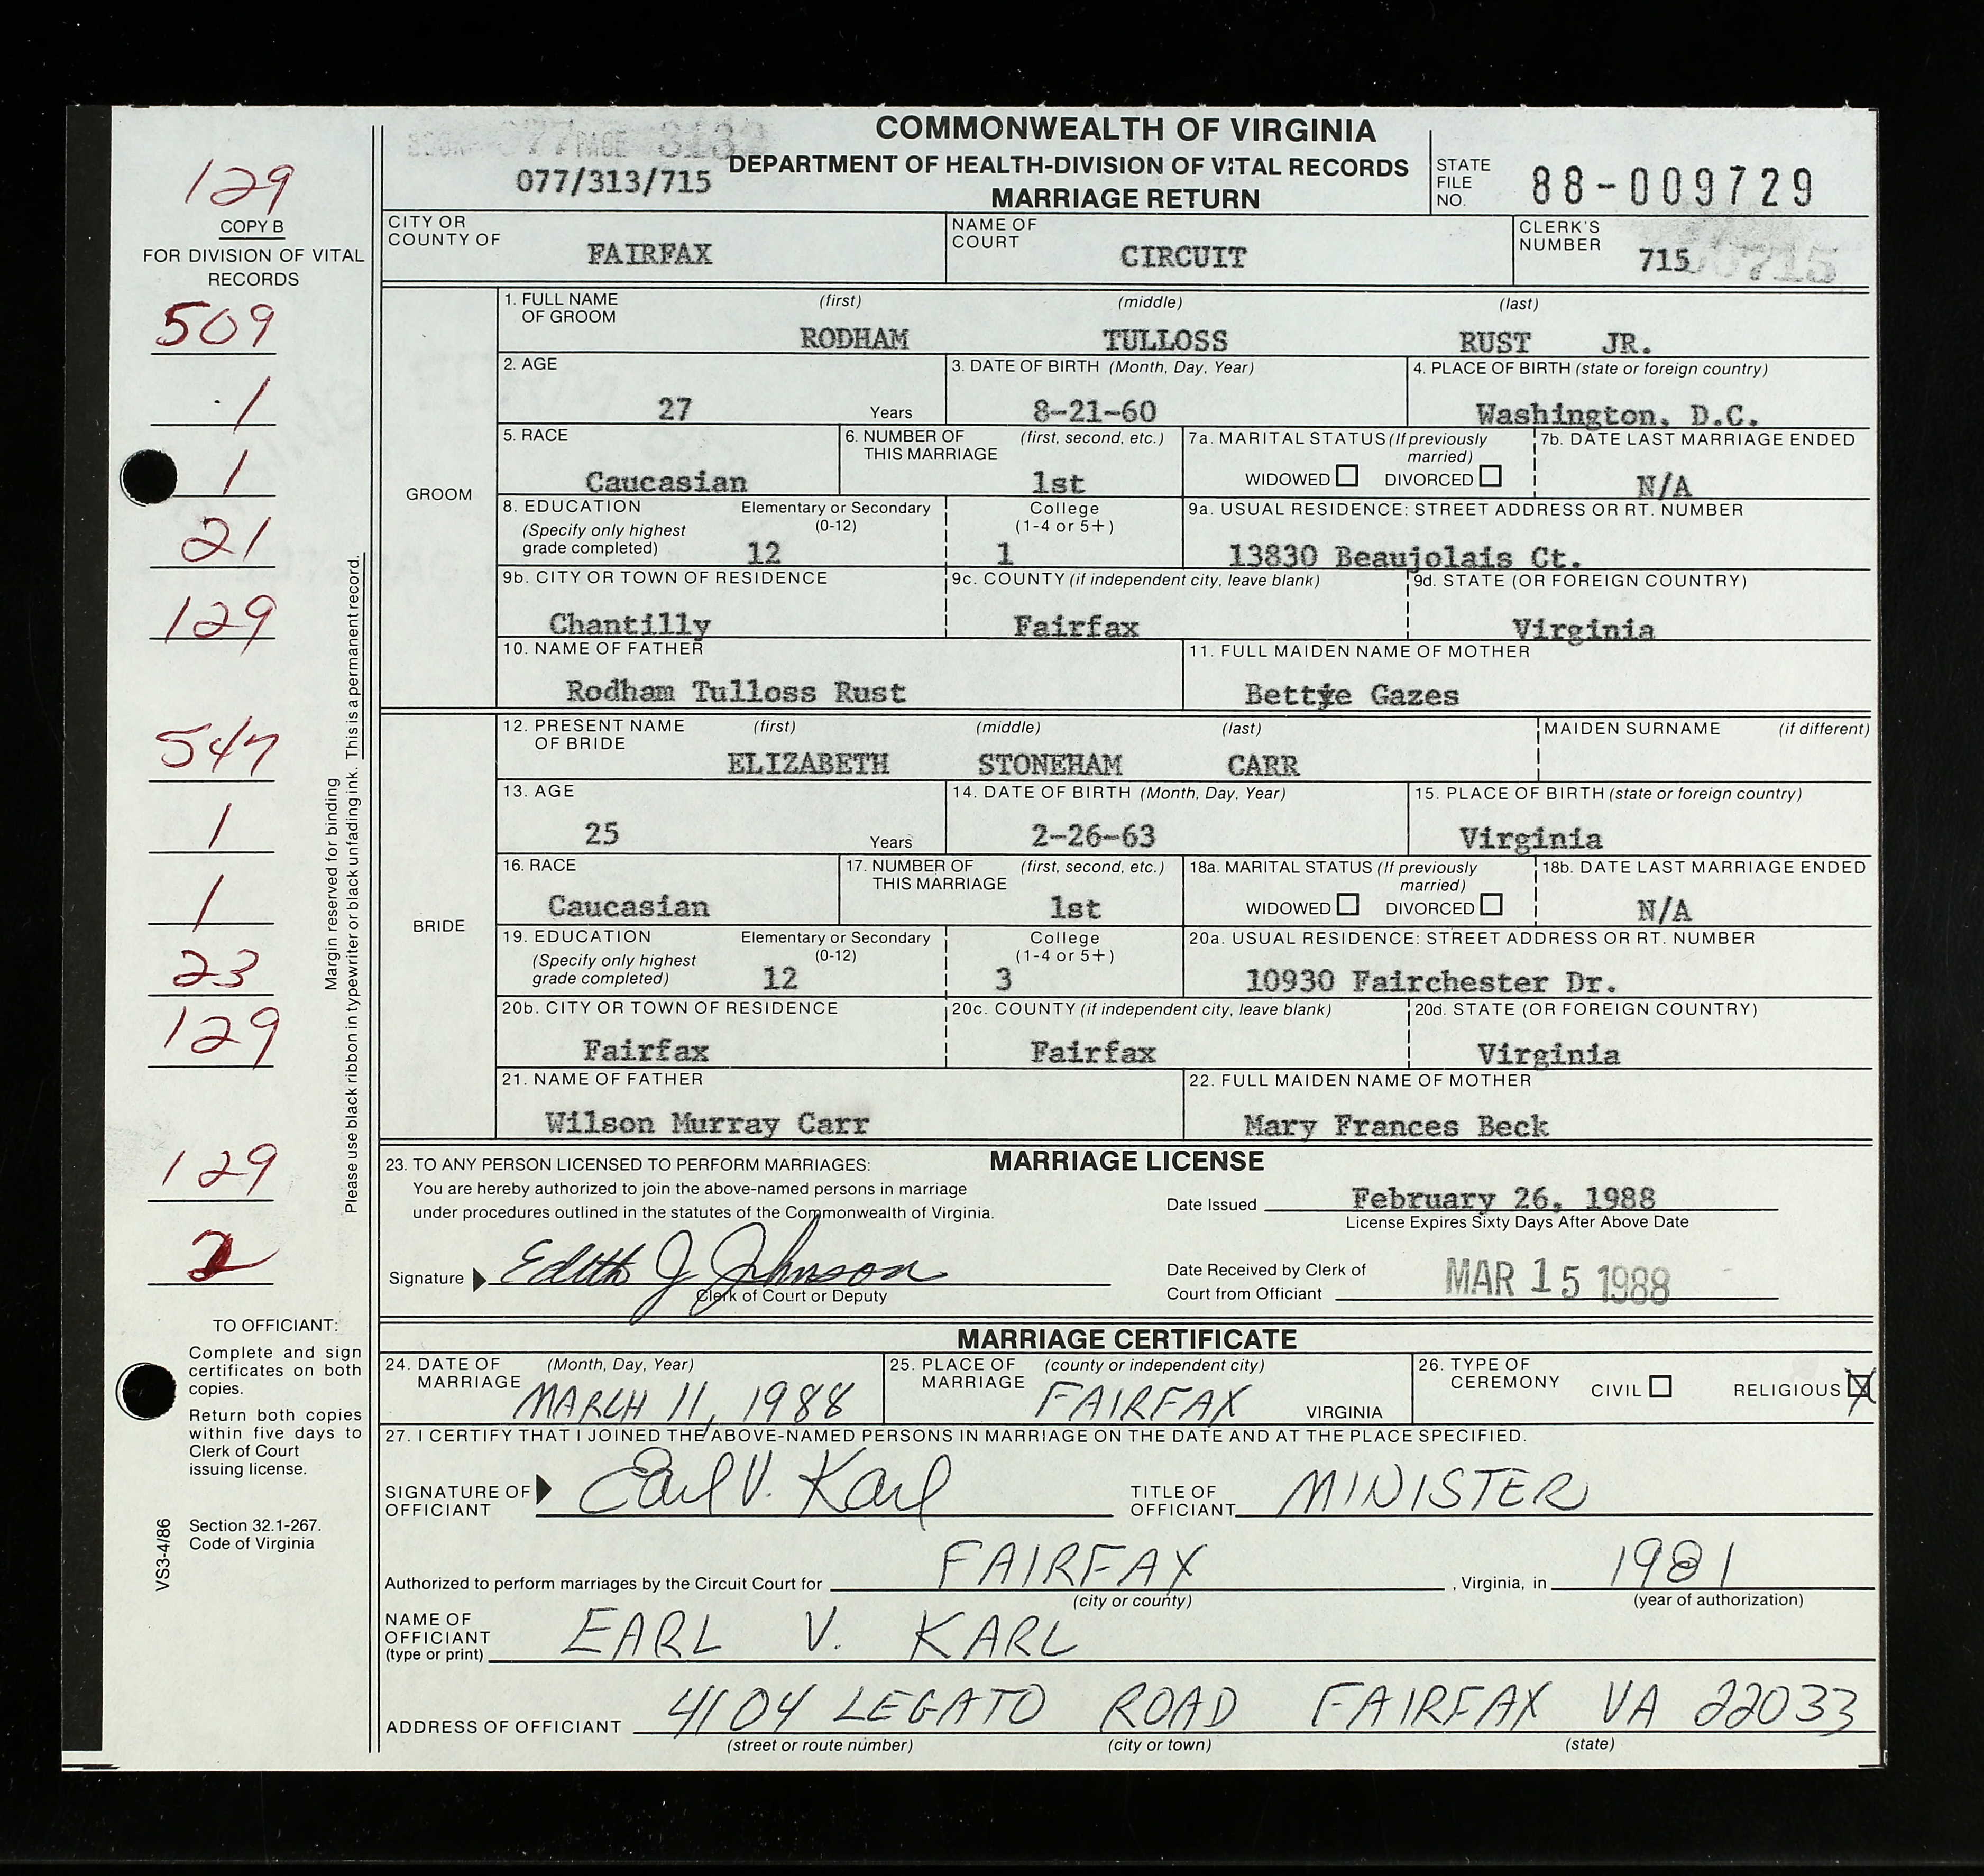 COMMONWEALTH OF VIRGINIA
DEPARTMENT OF HEALTH-DIVISION OF VITAL RECORDS
MARRIAGE RETURN
077/313/715
STATE FILE NO. 88-009729
CITY OR COUNTY OF FAIRFAX
NAME OF COURT CIRCUIT
CLERK'S NUMBER 715 715
129
COPY B
FOR DIVISION OF VITAL RECORDS
509
1
1
21
129
547
1
1
23
129
129
2
Margin reserved for binding
Please use black ribbon in typewriter or black unfading ink. This is a permanent record.
GROOM
1. FULL NAME OF GROOM (first) (middle) (last)
RODHAM TULLOSS RUST JR.
2. AGE 27 Years
3. DATE OF BIRTH (Month, Day, Year) 8-21-60
4. PLACE OF BIRTH (state or foreign country) Washington, D.C.
5. RACE Caucasian
6. NUMBER OF THIS MARRIAGE (first, second, etc.) 1st
7a. MARITAL STATUS (If previously married) WIDOWED DIVORCED
7b. DATE LAST MARRIAGE ENDED N/A
8. EDUCATION (Specify only highest grade completed) Elementary or Secondary (0-12) 12
College (1-4 or 5+) 1
9a. USUAL RESIDENCE: STREET ADDRESS OR RT. NUMBER 13830 Beaujolais Ct.
9b. CITY OR TOWN OF RESIDENCE Chantilly
9c. COUNTY (if independent city, leave blank) Fairfax
9d. STATE (OR FOREIGN COUNTRY) Virginia
10. NAME OF FATHER Rodham Tulloss Rust
11. FULL MAIDEN NAME OF MOTHER Bettye Gazes
BRIDE
12. PRESENT NAME OF BRIDE (first) (middle) (last) MAIDEN SURNAME (if different)
ELIZABETH STONEHAM CARR
13. AGE 25 Years
14. DATE OF BIRTH (Month, Day, Year) 2-26-63
15. PLACE OF BIRTH (state or foreign country) Virginia
16. RACE Caucasian
17. NUMBER OF THIS MARRIAGE (first, second, etc.) 1st
18a. MARITAL STATUS (If previously married) WIDOWED DIVORCED
18b. DATE LAST MARRIAGE ENDED N/A
19. EDUCATION (Specify only highest grade completed) Elementary or Secondary (0-12) 12
College (1-4 or 5+) 3
20a. USUAL RESIDENCE: STREET ADDRESS OR RT. NUMBER 10930 Fairchester Dr.
20b. CITY OR TOWN OF RESIDENCE Fairfax
20c. COUNTY (if independent city, leave blank) Fairfax
20d. STATE (OR FOREIGN COUNTRY) Virginia
21. NAME OF FATHER Wilson Murray Carr
22. FULL MAIDEN NAME OF MOTHER Mary Frances Beck
MARRIAGE LICENSE
23. TO ANY PERSON LICENSED TO PERFORM MARRIAGES:
You are hereby authorized to join the above-named persons in marriage
under procedures outlined in the statutes of the Commonwealth of Virginia.
Date Issued February 26, 1988
License Expires Sixty Days After Above Date
Signature Edith J Johnson
Clerk of Court or Deputy
Date Received by Clerk of Court from Officiant MAR 15 1988
MARRIAGE CERTIFICATE
24. DATE OF MARRIAGE (Month, Day, Year) MARCH 11, 1988
25. PLACE OF MARRIAGE (county or independent city) FAIRFAX VIRGINIA
26. TYPE OF CEREMONY CIVIL RELIGIOUS X
27. I CERTIFY THAT I JOINED THE ABOVE-NAMED PERSONS IN MARRIAGE ON THE DATE AND AT THE PLACE SPECIFIED.
SIGNATURE OF OFFICIANT Earl V. Karl
TITLE OF OFFICIANT MINISTER
Authorized to perform marriages by the Circuit Court for FAIRFAX, Virginia, in 1981
(city or county) (year of authorization)
NAME OF OFFICIANT (type or print) EARL V. KARL
ADDRESS OF OFFICIANT 4104 LEGATO ROAD FAIRFAX VA 22033
(street or route number) (city or town) (state)
TO OFFICIANT:
Complete and sign
certificates on both
copies.
Return both copies
within five days to
Clerk of Court
issuing license.
Section 32.1-267.
Code of Virginia
VS3-4/86